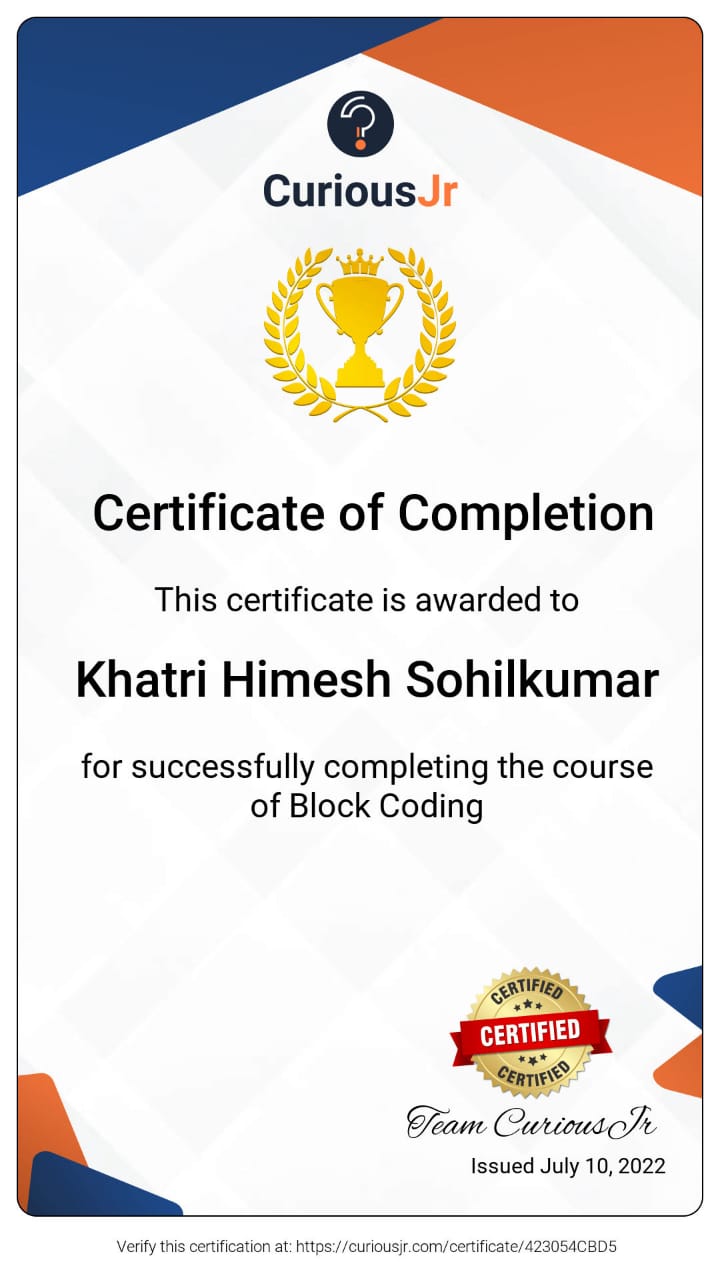 CuriousJr
Certificate of Completion
This certificate is awarded to
Khatri Himesh Sohilkumar
for successfully completing the course
of Block Coding
CERTIFIED
CERTIFIED
CERTIFIED
Team CuriousJr
Issued July 10, 2022
Verify this certification at: https://curiousjr.com/certificate/423054CBD5